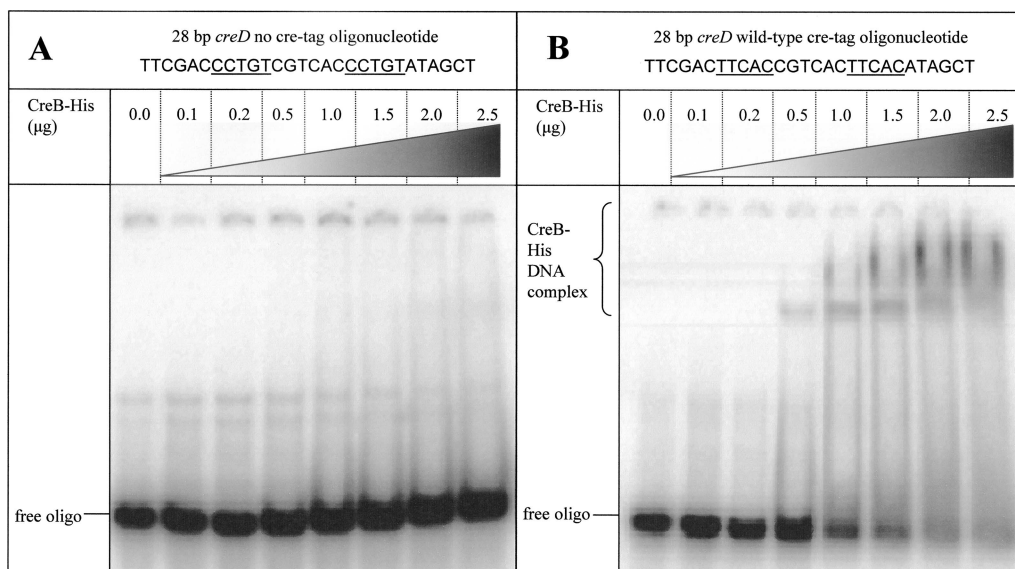 A
28 bp creD no cre-tag oligonucleotide
TTCGACCCTGTCGTCACCCTGTATAGCT
CreB-His
(µg)
0.0 0.1 0.2 0.5 1.0 1.5 2.0 2.5
free oligo
B
28 bp creD wild-type cre-tag oligonucleotide
TTCGACTTCACCGTCACTTCACATAGCT
CreB-His
(µg)
0.0 0.1 0.2 0.5 1.0 1.5 2.0 2.5
CreB-
His
DNA
complex
free oligo